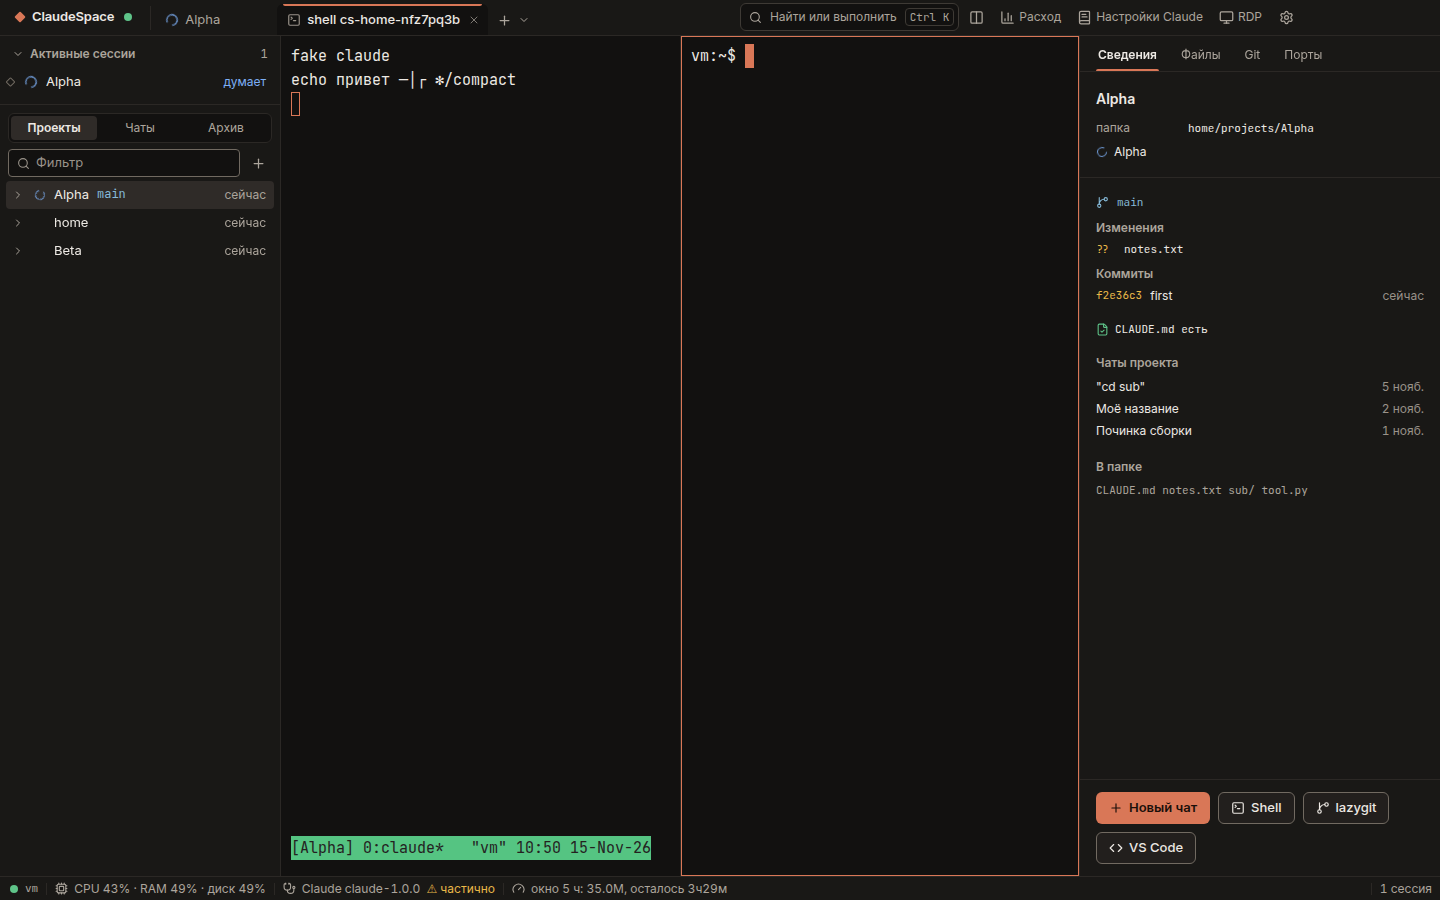 ClaudeSpace
Alpha
shell cs-home-nfz7pq3b
Найти или выполнить Ctrl K
Расход
Настройки Claude
RDP
Активные сессии 1
Alpha думает
Проекты Чаты Архив
Фильтр
Alpha main сейчас
home сейчас
Beta сейчас
fake claude
echo привет —│┌ ✻/compact
[Alpha] 0:claude* "vm" 10:50 15-Nov-26
vm:~$
Сведения Файлы Git Порты
Alpha
папка home/projects/Alpha
Alpha
main
Изменения
?? notes.txt
Коммиты
f2e36c3 first сейчас
CLAUDE.md есть
Чаты проекта
"cd sub" 5 нояб.
Моё название 2 нояб.
Починка сборки 1 нояб.
В папке
CLAUDE.md notes.txt sub/ tool.py
Новый чат
Shell
lazygit
VS Code
vm CPU 43% · RAM 49% · диск 49% Claude claude-1.0.0 ⚠ частично окно 5 ч: 35.0M, осталось 3ч29м 1 сессия